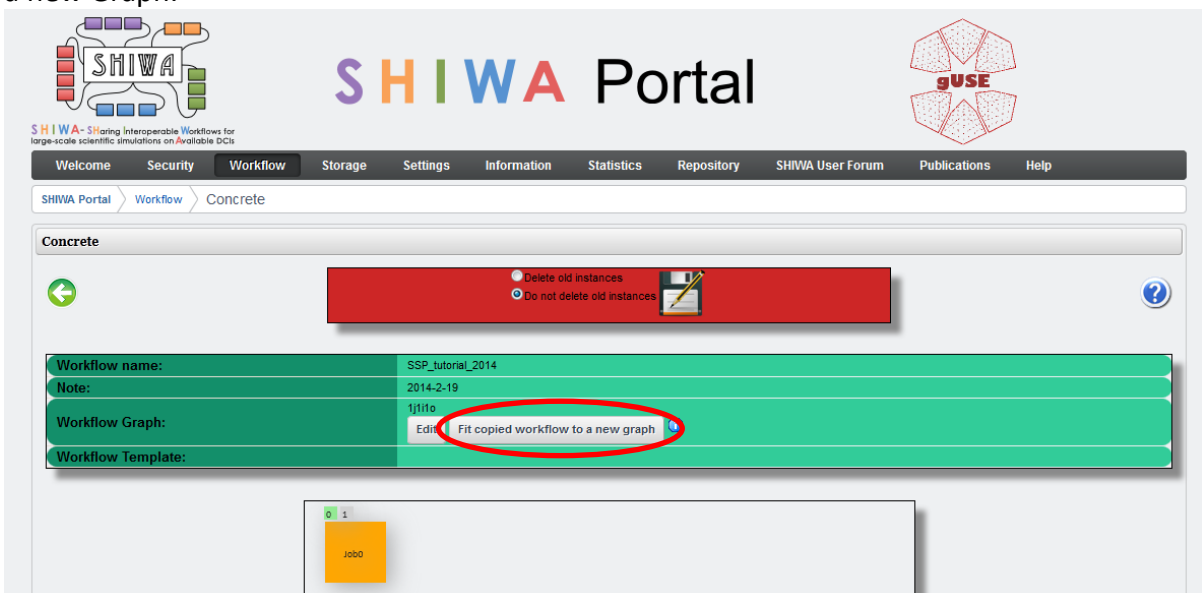 a new Graph.
SHIWA
SHIWA Portal
gUSE
SHIWA- SHaring Interoperable Workflows for
large-scale scientific simulations on Available DCIs
Welcome Security Workflow Storage Settings Information Statistics Repository SHIWA User Forum Publications Help
SHIWA Portal Workflow Concrete
Concrete
Delete old instances
Do not delete old instances
?
Workflow name: SSP_tutorial_2014
Note: 2014-2-19
1j1i1o
Workflow Graph: Edit Fit copied workflow to a new graph
Workflow Template:
0 1
Job0